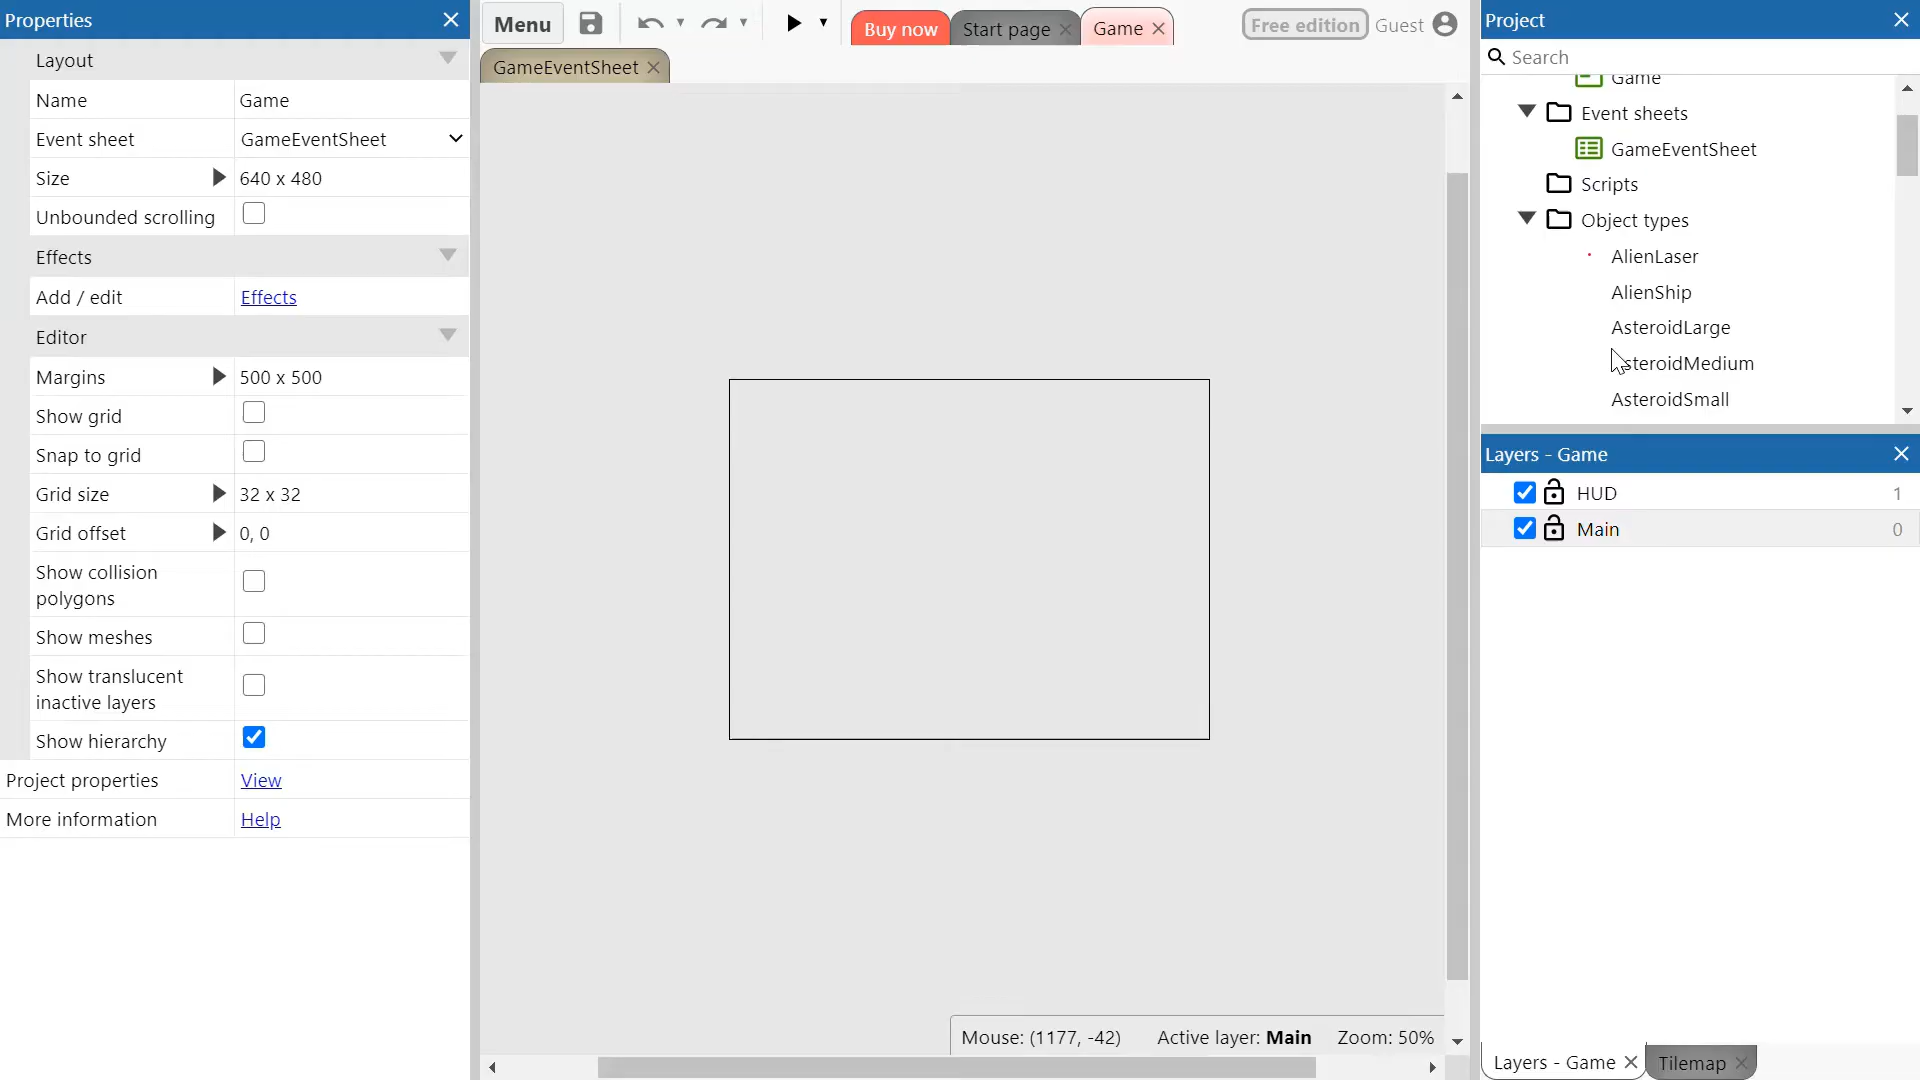 Properties
Layout
Name Game
Event sheet GameEventSheet
Size 640 x 480
Unbounded scrolling
Effects
Add / edit Effects
Editor
Margins 500 x 500
Show grid
Snap to grid
Grid size 32 x 32
Grid offset 0, 0
Show collision
polygons
Show meshes
Show translucent
inactive layers
Show hierarchy
Project properties View
More information Help
Menu
Buy now
Start page
Game
Free edition
Guest
GameEventSheet
Mouse: (1177, -42) Active layer: Main Zoom: 50%
Project
Search
Game
Event sheets
GameEventSheet
Scripts
Object types
AlienLaser
AlienShip
AsteroidLarge
AsteroidMedium
AsteroidSmall
Layers - Game
HUD 1
Main 0
Layers - Game
Tilemap